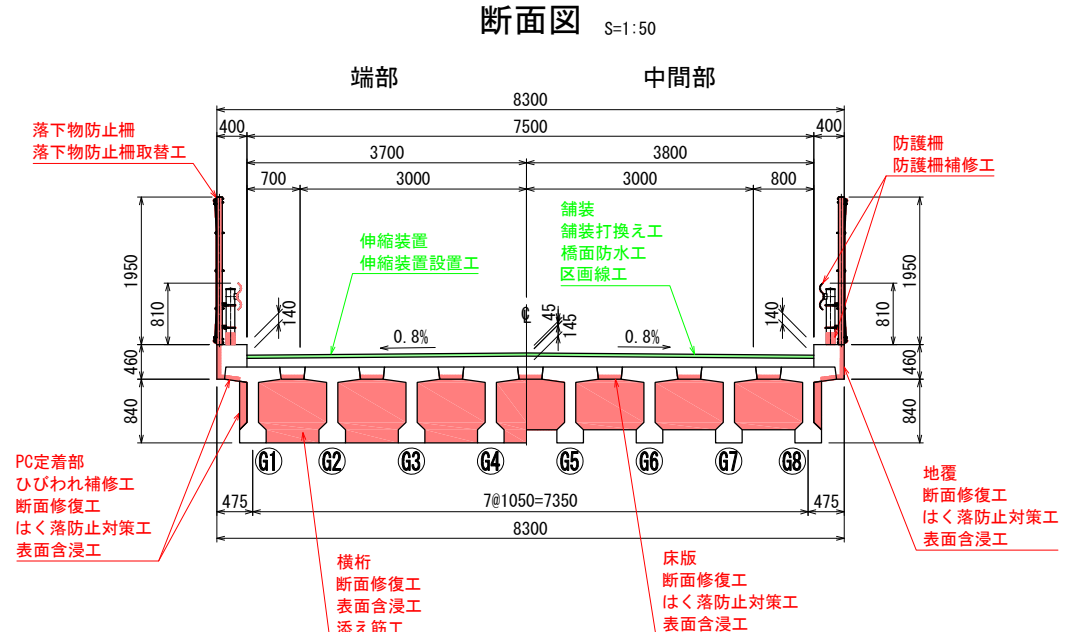 断面図 S=1:50
端部
中間部
8300
400
7500
400
3700
3800
700
3000
3000
800
落下物防止柵
落下物防止柵取替工
防護柵
防護柵補修工
伸縮装置
伸縮装置設置工
舗装
舗装打換え工
橋面防水工
区画線工
1950
810
140
℄
45
145
140
810
1950
0.8%
0.8%
460
840
460
840
G1
G2
G3
G4
G5
G6
G7
G8
475
7@1050=7350
475
8300
PC定着部
ひびわれ補修工
断面修復工
はく落防止対策工
表面含浸工
横桁
断面修復工
表面含浸工
添え筋工
床版
断面修復工
はく落防止対策工
表面含浸工
地覆
断面修復工
はく落防止対策工
表面含浸工